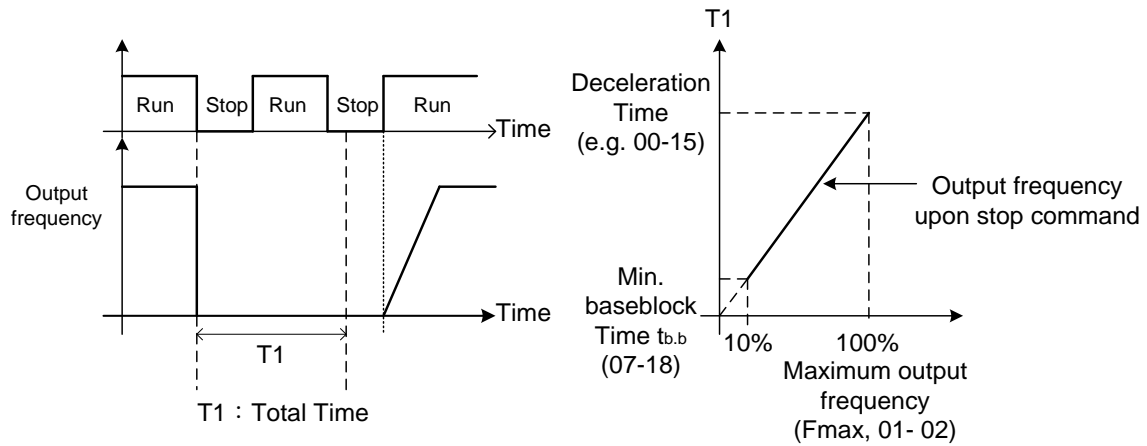 Run
Stop
Run
Stop
Run
Time
Output
frequency
Time
T1
T1 : Total Time
T1
Deceleration
Time
(e.g. 00-15)
Output frequency
upon stop command
Min.
baseblock
Time tb.b
(07-18)
10%
100%
Maximum output
frequency
(Fmax, 01- 02)